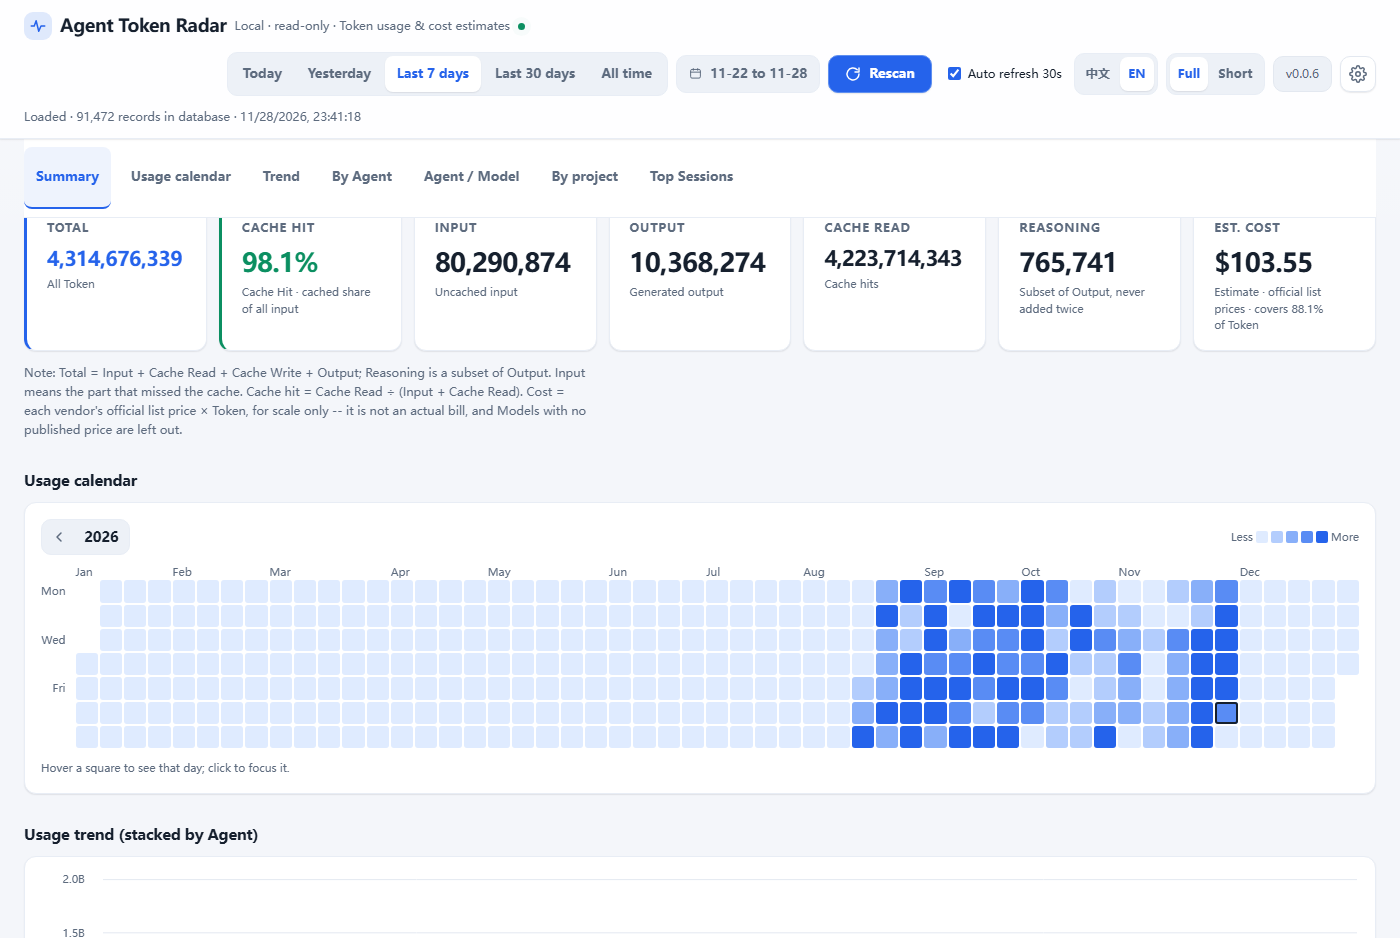 Agent Token Radar Local · read-only · Token usage & cost estimates
Today Yesterday Last 7 days Last 30 days All time 11-22 to 11-28 Rescan Auto refresh 30s 中文 EN Full Short v0.0.6
Loaded · 91,472 records in database · 11/28/2026, 23:41:18
Summary Usage calendar Trend By Agent Agent / Model By project Top Sessions
TOTAL
4,314,676,339
All Token
CACHE HIT
98.1%
Cache Hit · cached share
of all input
INPUT
80,290,874
Uncached input
OUTPUT
10,368,274
Generated output
CACHE READ
4,223,714,343
Cache hits
REASONING
765,741
Subset of Output, never
added twice
EST. COST
$103.55
Estimate · official list
prices · covers 88.1%
of Token
Note: Total = Input + Cache Read + Cache Write + Output; Reasoning is a subset of Output. Input
means the part that missed the cache. Cache hit = Cache Read ÷ (Input + Cache Read). Cost =
each vendor's official list price × Token, for scale only -- it is not an actual bill, and Models with no
published price are left out.
Usage calendar
2026
Less More
Jan Feb Mar Apr May Jun Jul Aug Sep Oct Nov Dec
Mon
Wed
Fri
Hover a square to see that day; click to focus it.
Usage trend (stacked by Agent)
2.0B
1.5B